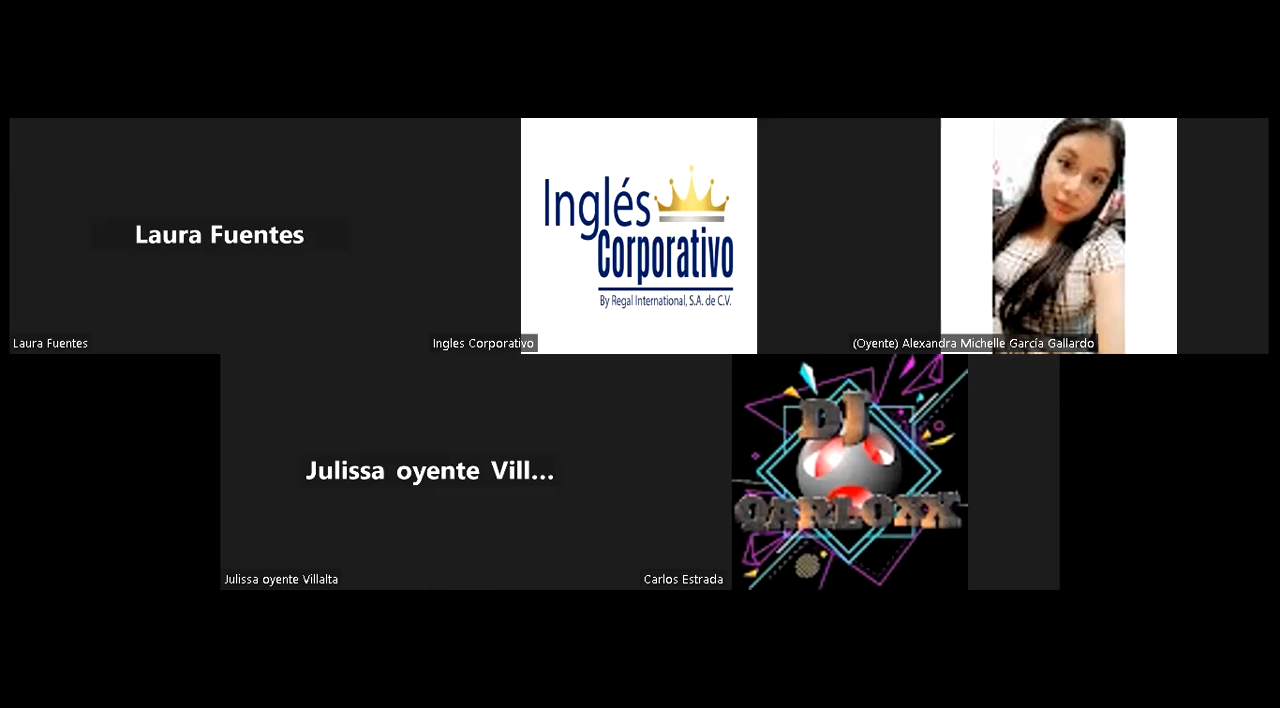 Laura Fuentes
Laura Fuentes
Inglés
Corporativo
By Regal International, S.A. de C.V.
Ingles Corporativo
(Oyente) Alexandra Michelle García Gallardo
Julissa oyente Vill...
Julissa oyente Villalta
DJ
QARLOXX
Carlos Estrada